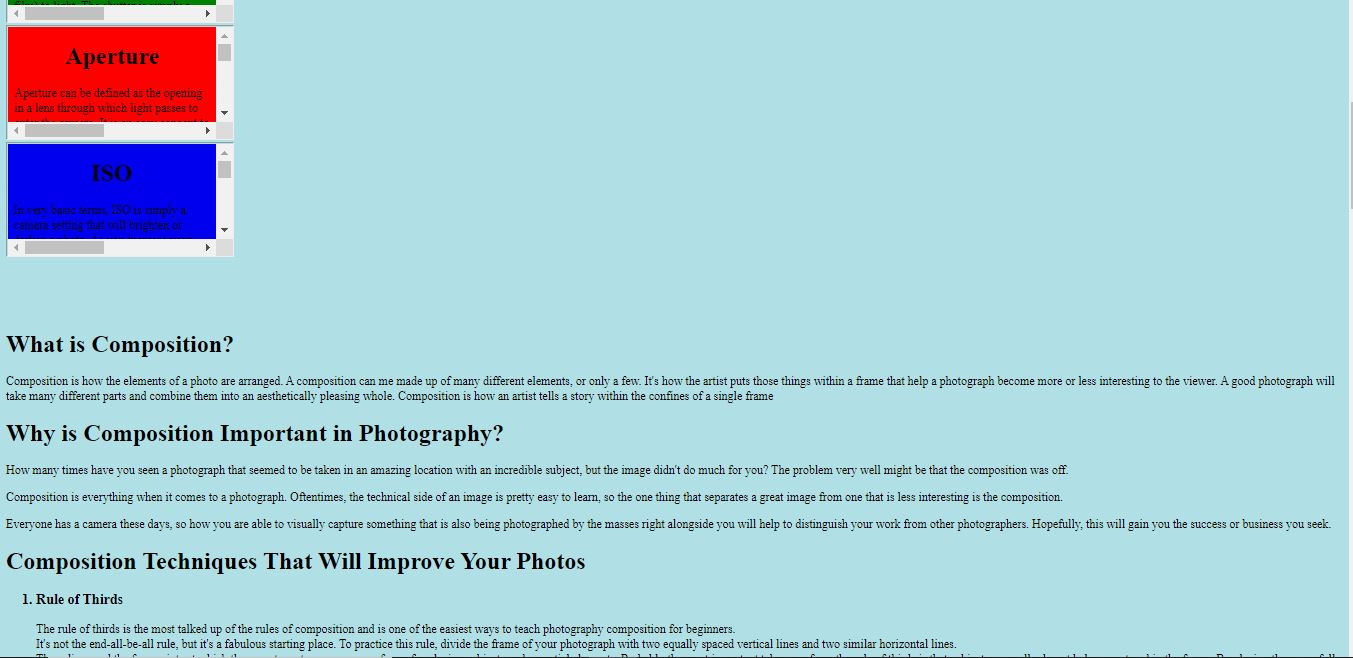 Aperture
Aperture can be defined as the opening
in a lens through which light passes to
ISO
In very basic terms, ISO is simply a
camera setting that will brighten or
What is Composition?
Composition is how the elements of a photo are arranged. A composition can me made up of many different elements, or only a few. It's how the artist puts those things within a frame that help a photograph become more or less interesting to the viewer. A good photograph will
take many different parts and combine them into an aesthetically pleasing whole. Composition is how an artist tells a story within the confines of a single frame
Why is Composition Important in Photography?
How many times have you seen a photograph that seemed to be taken in an amazing location with an incredible subject, but the image didn't do much for you? The problem very well might be that the composition was off.
Composition is everything when it comes to a photograph. Oftentimes, the technical side of an image is pretty easy to learn, so the one thing that separates a great image from one that is less interesting is the composition.
Everyone has a camera these days, so how you are able to visually capture something that is also being photographed by the masses right alongside you will help to distinguish your work from other photographers. Hopefully, this will gain you the success or business you seek.
Composition Techniques That Will Improve Your Photos
1. Rule of Thirds
The rule of thirds is the most talked up of the rules of composition and is one of the easiest ways to teach photography composition for beginners.
It's not the end-all-be-all rule, but it's a fabulous starting place. To practice this rule, divide the frame of your photograph with two equally spaced vertical lines and two similar horizontal lines.